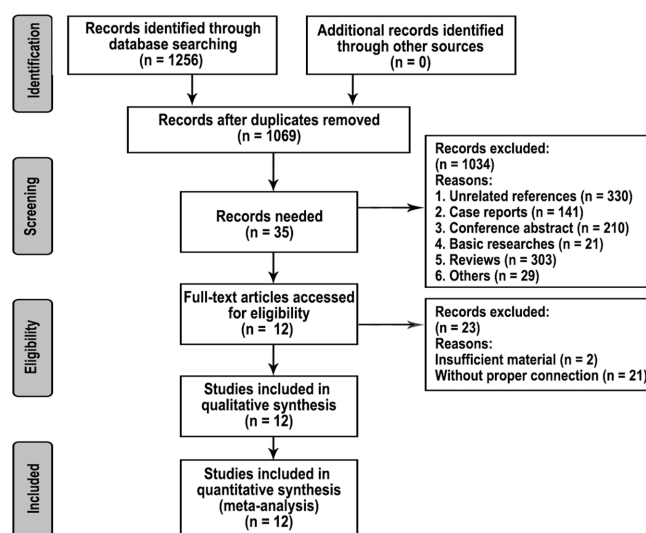 Identification
Records identified through
database searching
(n = 1256)
Additional records identified
through other sources
(n = 0)
Records after duplicates removed
(n = 1069)
Screening
Records needed
(n = 35)
Records excluded:
(n = 1034)
Reasons:
1. Unrelated references (n = 330)
2. Case reports (n = 141)
3. Conference abstract (n = 210)
4. Basic researches (n = 21)
5. Reviews (n = 303)
6. Others (n = 29)
Eligibility
Full-text articles accessed
for eligibility
(n = 12)
Records excluded:
(n = 23)
Reasons:
Insufficient material (n = 2)
Without proper connection (n = 21)
Studies included in
qualitative synthesis
(n = 12)
Included
Studies included in
quantitative synthesis
(meta-analysis)
(n = 12)